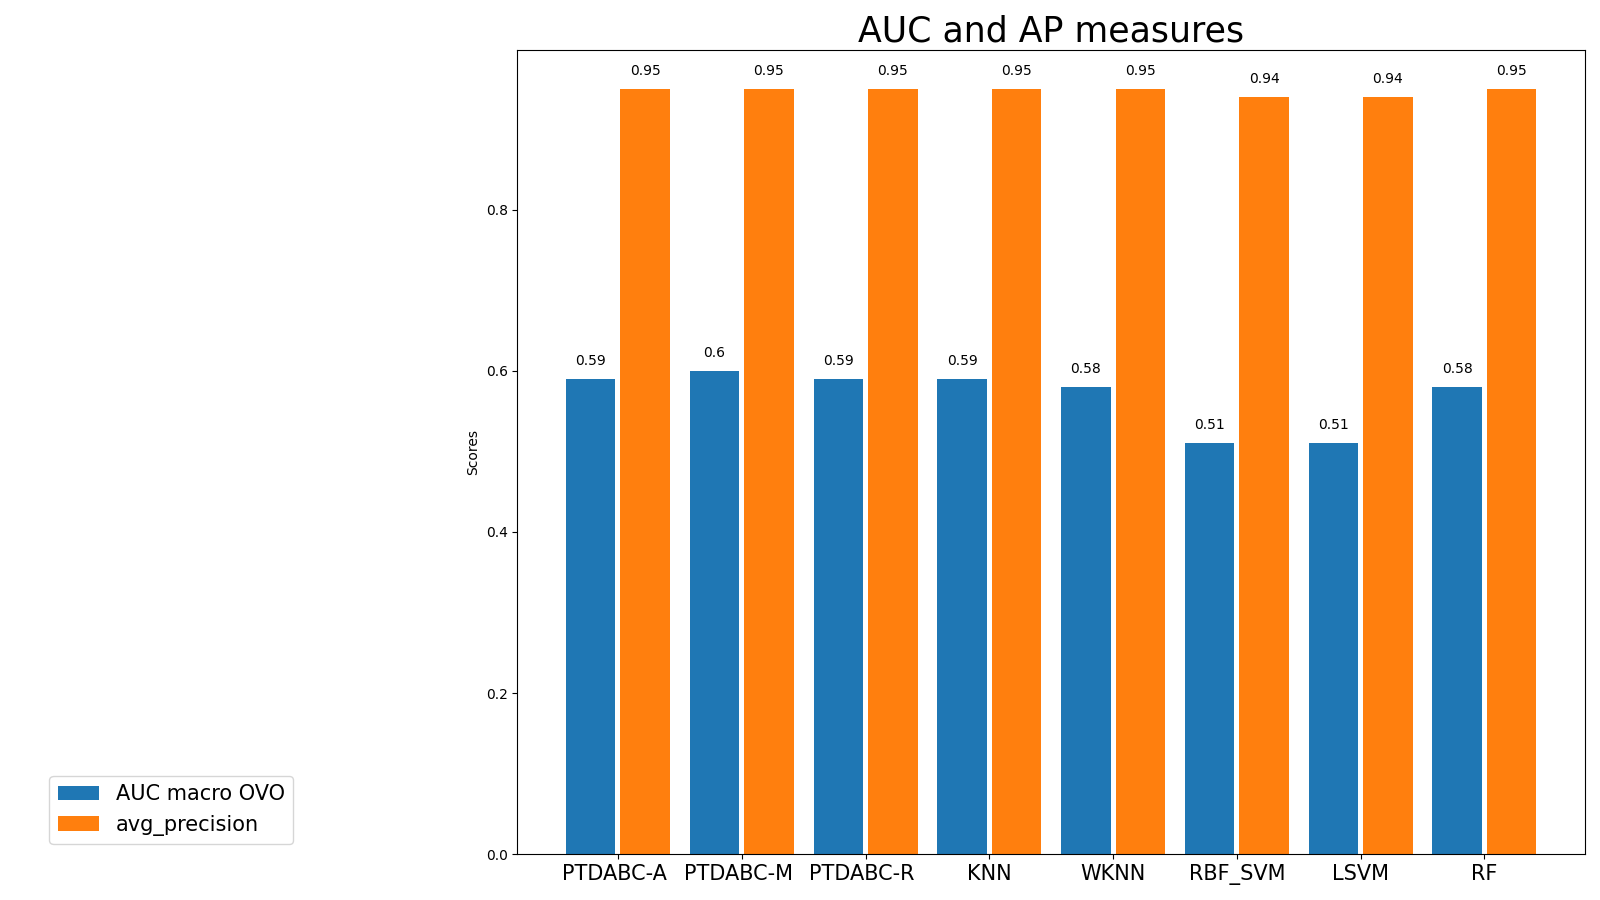 AUC and AP measures
0.95 0.95 0.95 0.95 0.95 0.94 0.94 0.95
0.59 0.6 0.59 0.59 0.58 0.51 0.51 0.58
Scores
0.8
0.6
0.4
0.2
0.0
PTDABC-A PTDABC-M PTDABC-R KNN WKNN RBF_SVM LSVM RF
AUC macro OVO
avg_precision